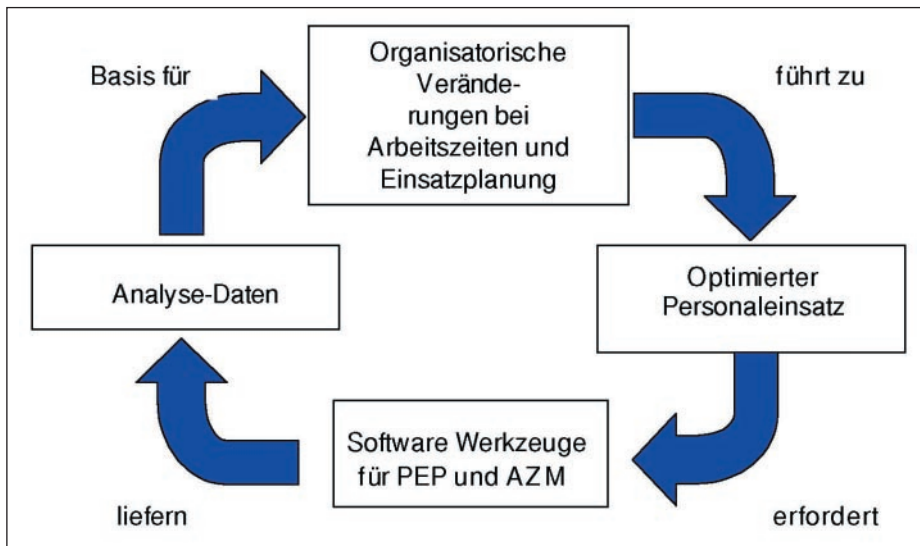 Basis für
Organisatorische
Verände-
rungen bei
Arbeitszeiten und
Einsatzplanung
führt zu
Analyse-Daten
Optimierter
Personaleinsatz
Software Werkzeuge
für PEP und AZM
liefern
erfordert